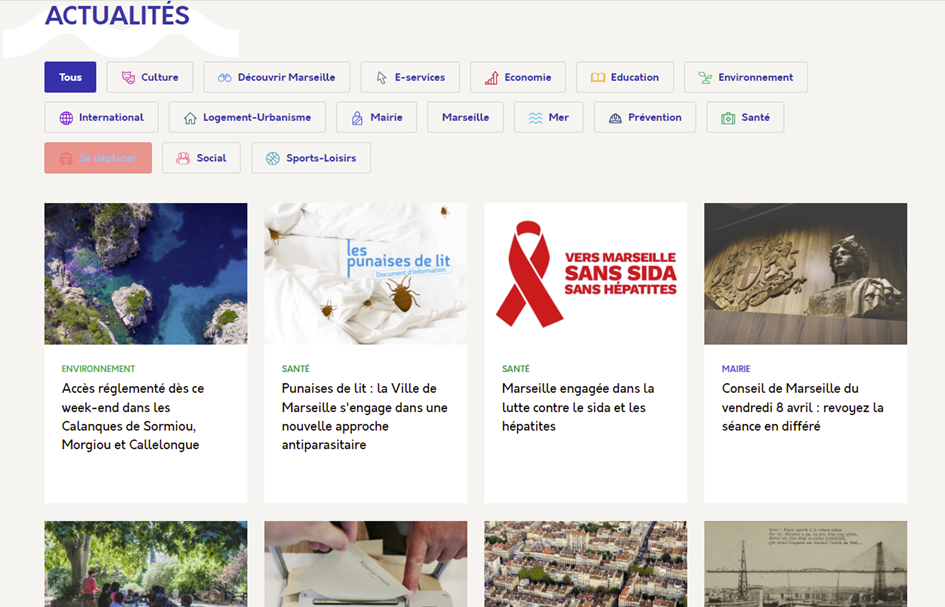 ACTUALITÉS
Tous Culture Découvrir Marseille E-services Economie Education Environnement
International Logement-Urbanisme Mairie Marseille Mer Prévention Santé
Se déplacer Social Sports-Loisirs
les
punaises de lit
Document d'information
VERS MARSEILLE
SANS SIDA
SANS HÉPATITES
ENVIRONNEMENT
Accès réglementé dès ce
week-end dans les
Calanques de Sormiou,
Morgiou et Callelongue
SANTÉ
Punaises de lit : la Ville de
Marseille s'engage dans une
nouvelle approche
antiparasitaire
SANTÉ
Marseille engagée dans la
lutte contre le sida et les
hépatites
MAIRIE
Conseil de Marseille du
vendredi 8 avril : revoyez la
séance en différé